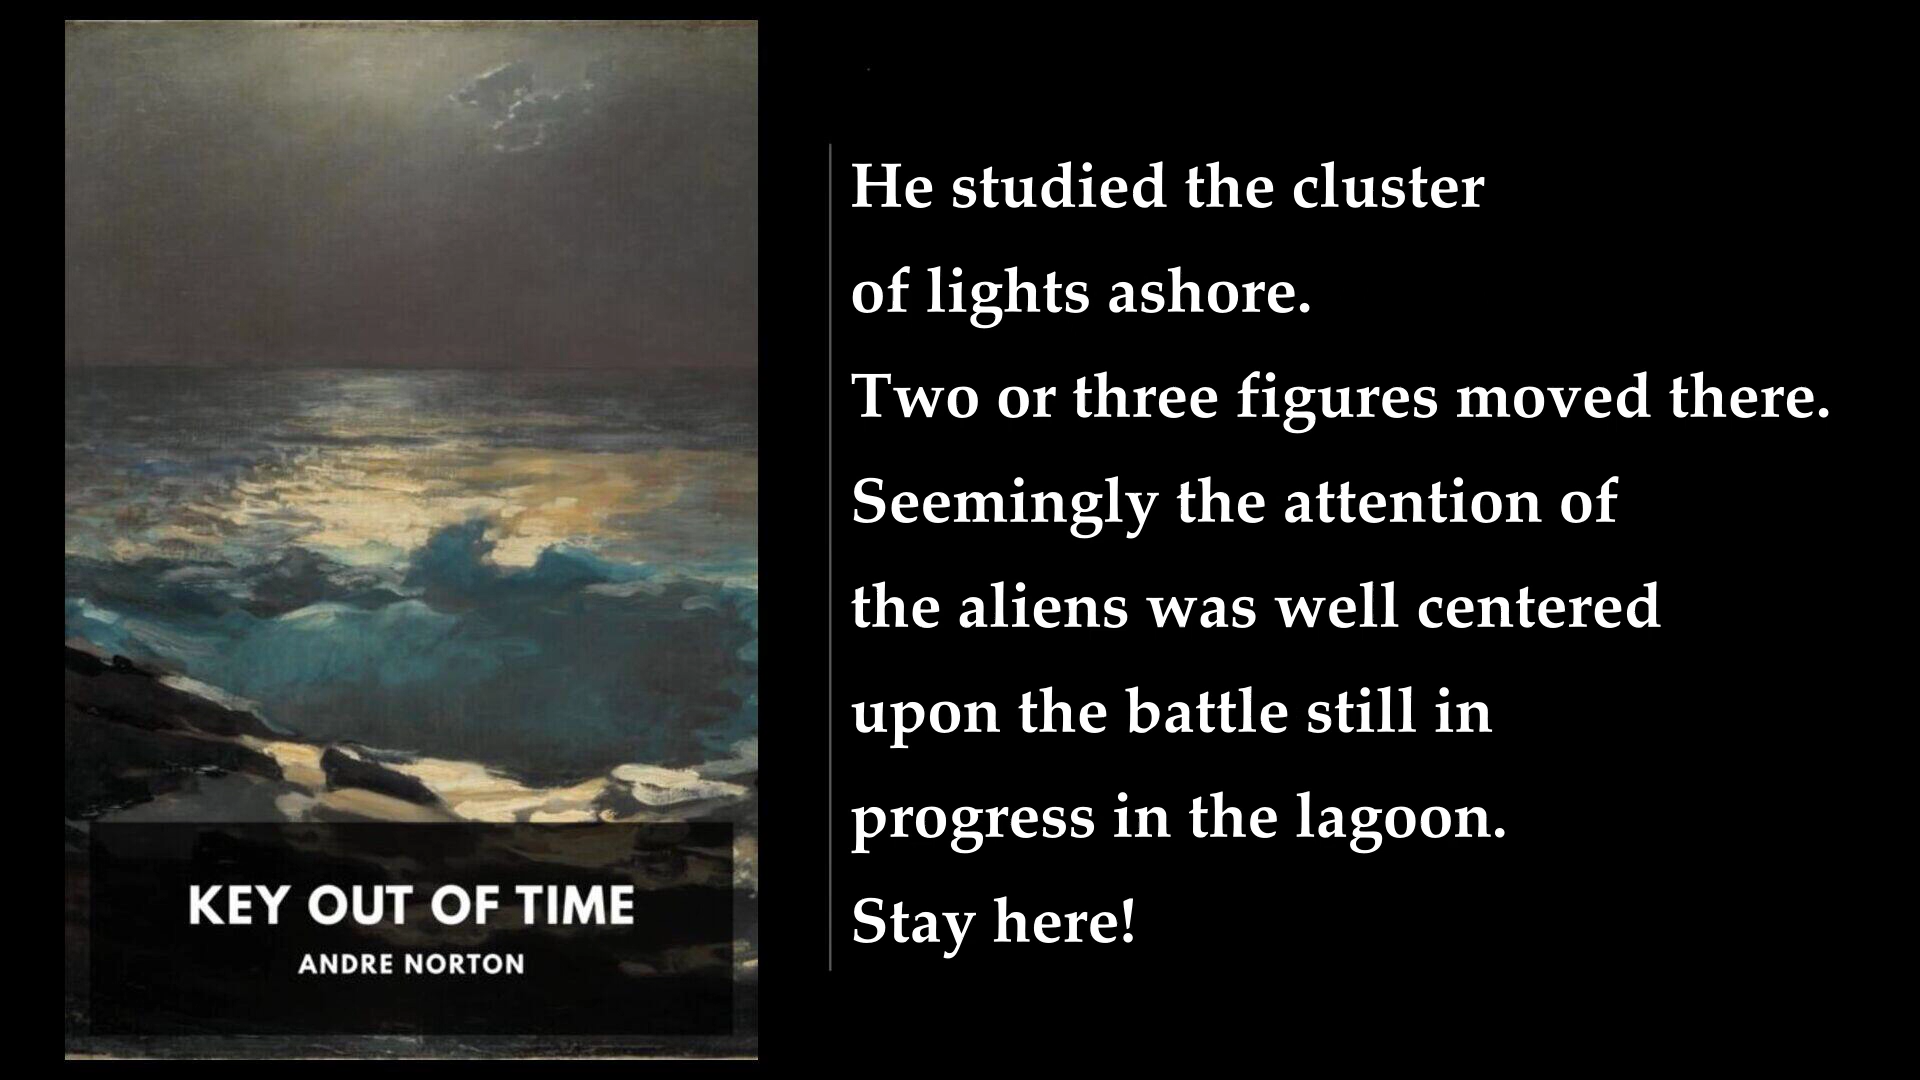 He studied the cluster
of lights ashore.
Two or three figures moved there.
Seemingly the attention of
the aliens was well centered
upon the battle still in
progress in the lagoon.
Stay here!
KEY OUT OF TIME
ANDRE NORTON